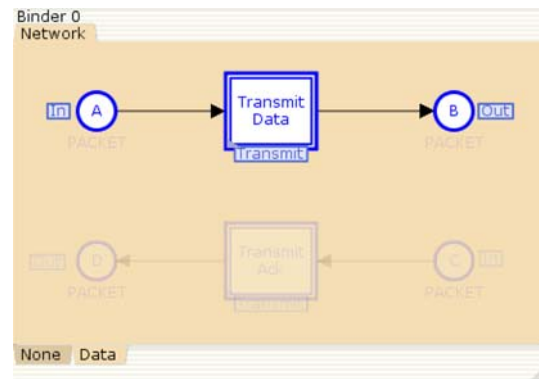 Binder 0
Network
In
A
Transmit
Data
B
Out
PACKET
Transmit
PACKET
D
Transmit
Ack
C
In
PACKET
PACKET
None
Data